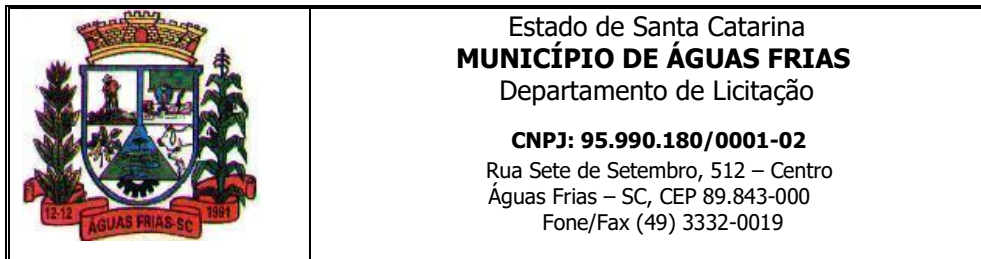 12-12
ÁGUAS FRIAS-SC
1991
Estado de Santa Catarina
MUNICÍPIO DE ÁGUAS FRIAS
Departamento de Licitação
CNPJ: 95.990.180/0001-02
Rua Sete de Setembro, 512 – Centro
Águas Frias – SC, CEP 89.843-000
Fone/Fax (49) 3332-0019